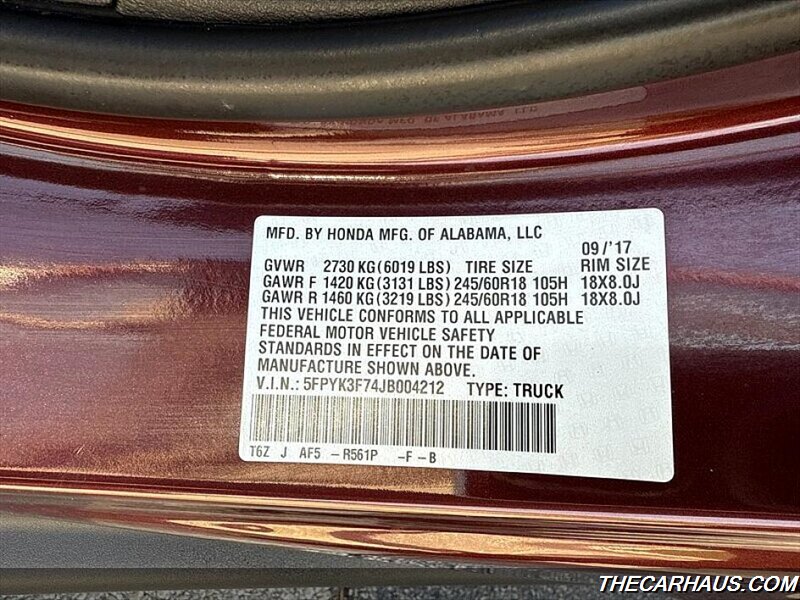 MFD. BY HONDA MFG. OF ALABAMA, LLC
09/'17
GVWR 2730 KG(6019 LBS) TIRE SIZE RIM SIZE
GAWR F 1420 KG(3131 LBS) 245/60R18 105H 18X8.0J
GAWR R 1460 KG(3219 LBS) 245/60R18 105H 18X8.0J
THIS VEHICLE CONFORMS TO ALL APPLICABLE
FEDERAL MOTOR VEHICLE SAFETY
STANDARDS IN EFFECT ON THE DATE OF
MANUFACTURE SHOWN ABOVE.
V.I.N.: 5FPYK3F74JB004212 TYPE: TRUCK
T6Z J AF5 -R561P -F-B
THECARHAUS.COM